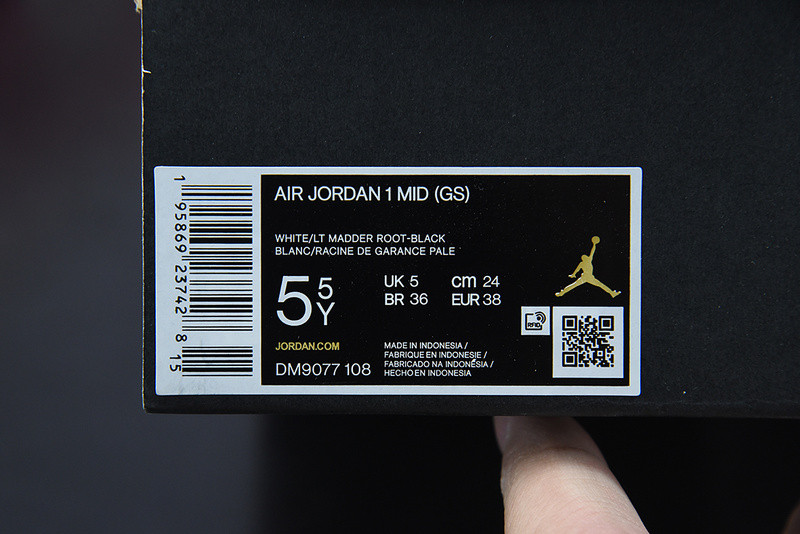 1 95869 23742 8 15
AIR JORDAN 1 MID (GS)
WHITE/LT MADDER ROOT-BLACK
BLANC/RACINE DE GARANCE PALE
5 5 Y
UK 5 cm 24
BR 36 EUR 38
RFID
JORDAN.COM
DM9077 108
MADE IN INDONESIA /
FABRIQUE EN INDONESIE /
FABRICADO NA INDONÉSIA /
HECHO EN INDONESIA